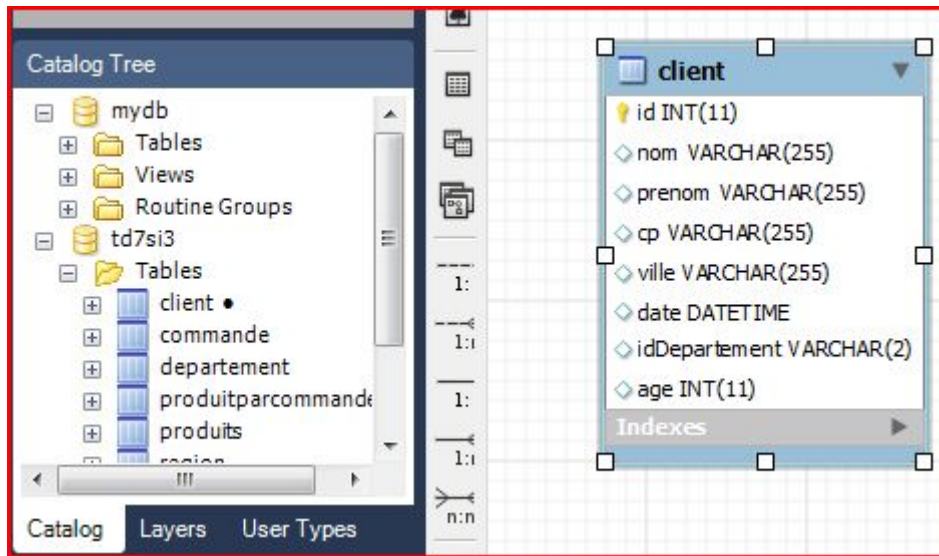 Catalog Tree
mydb
Tables
Views
Routine Groups
td7si3
Tables
client •
commande
departement
produitparcommande
produits
region
Catalog Layers User Types
1:
1:
1:
1:
n:n
client
id INT(11)
nom VARCHAR(255)
prenom VARCHAR(255)
cp VARCHAR(255)
ville VARCHAR(255)
date DATETIME
idDepartement VARCHAR(2)
age INT(11)
Indexes